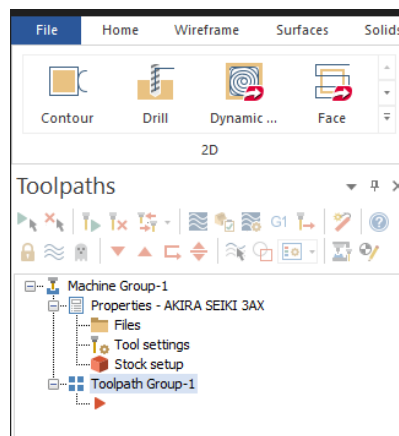 File Home Wireframe Surfaces Solids
Contour Drill Dynamic ... Face
2D
Toolpaths
G1
Machine Group-1
Properties - AKIRA SEIKI 3AX
Files
Tool settings
Stock setup
Toolpath Group-1